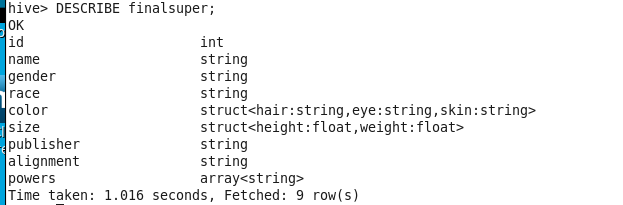 hive> DESCRIBE finalsuper;
OK
id                      int
name                    string
gender                  string
race                    string
color                   struct<hair:string,eye:string,skin:string>
size                    struct<height:float,weight:float>
publisher               string
alignment               string
powers                  array<string>
Time taken: 1.016 seconds, Fetched: 9 row(s)